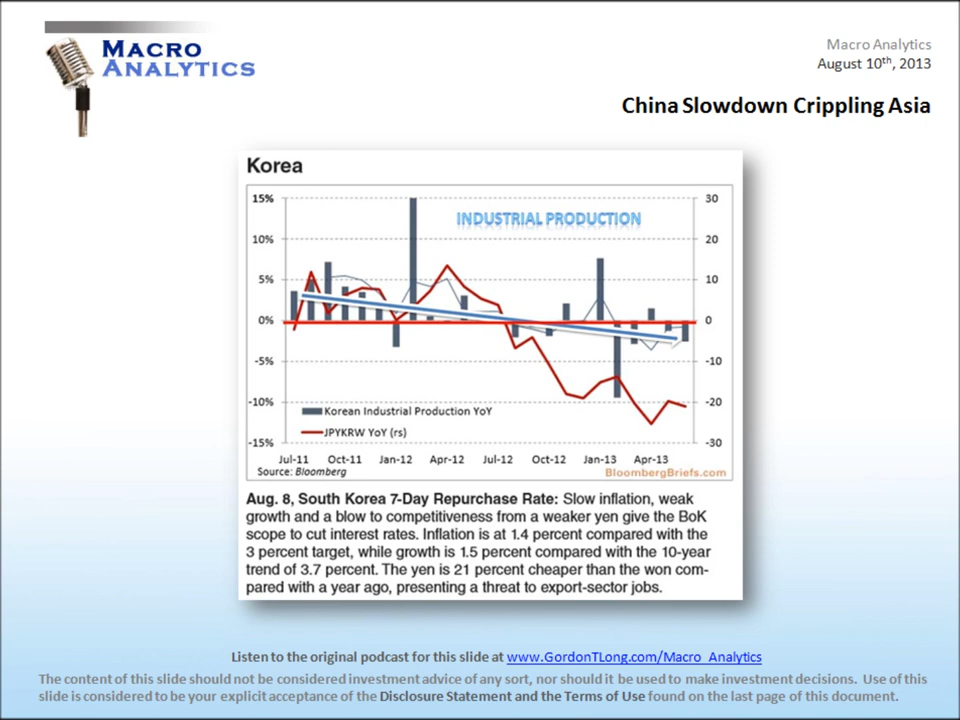 MACRO
ANALYTICS
Macro Analytics
August 10th, 2013
China Slowdown Crippling Asia
Korea
INDUSTRIAL PRODUCTION
15%
10%
5%
0%
-5%
-10%
-15%
30
20
10
0
-10
-20
-30
Korean Industrial Production YoY
JPYKRW YoY (rs)
Jul-11 Oct-11 Jan-12 Apr-12 Jul-12 Oct-12 Jan-13 Apr-13
Source: Bloomberg
BloombergBriefs.com
Aug. 8, South Korea 7-Day Repurchase Rate: Slow inflation, weak
growth and a blow to competitiveness from a weaker yen give the BoK
scope to cut interest rates. Inflation is at 1.4 percent compared with the
3 percent target, while growth is 1.5 percent compared with the 10-year
trend of 3.7 percent. The yen is 21 percent cheaper than the won com-
pared with a year ago, presenting a threat to export-sector jobs.
Listen to the original podcast for this slide at www.GordonTLong.com/Macro_Analytics
The content of this slide should not be considered investment advice of any sort, nor should it be used to make investment decisions. Use of this
slide is considered to be your explicit acceptance of the Disclosure Statement and the Terms of Use found on the last page of this document.